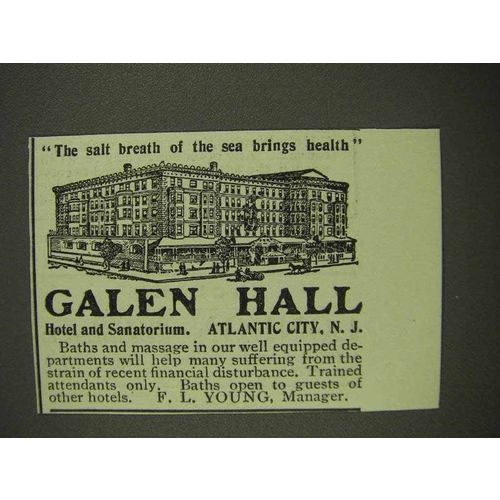 "The salt breath of the sea brings health"
GALEN HALL
Hotel and Sanatorium. ATLANTIC CITY, N. J.
Baths and massage in our well equipped de-
partments will help many suffering from the
strain of recent financial disturbance. Trained
attendants only. Baths open to guests of
other hotels. F. L. YOUNG, Manager.